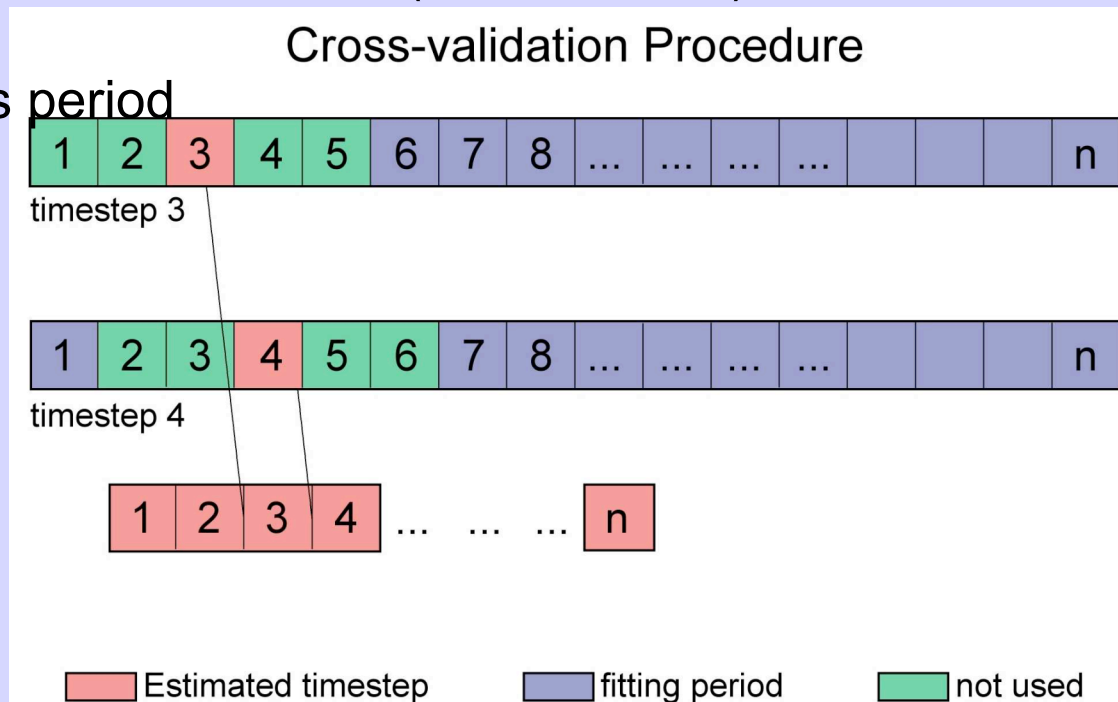 Cross-validation Procedure
s period
1 2 3 4 5 6 7 8 ... ... ... ... n
timestep 3
1 2 3 4 5 6 7 8 ... ... ... ... n
timestep 4
1 2 3 4 ... ... ... n
Estimated timestep fitting period not used